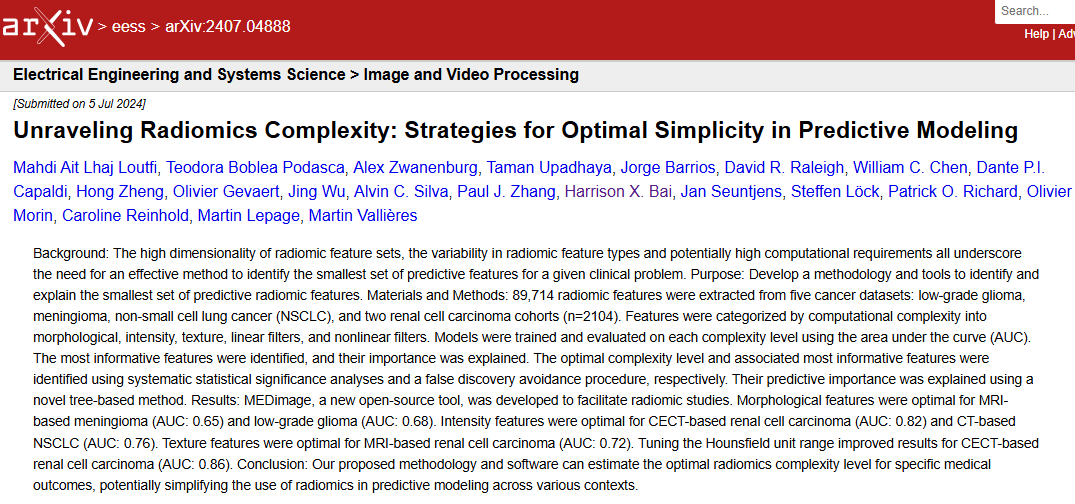 Search...
arXiv > eess > arXiv:2407.04888
Help |
Electrical Engineering and Systems Science > Image and Video Processing
[Submitted on 5 Jul 2024]
Unraveling Radiomics Complexity: Strategies for Optimal Simplicity in Predictive Modeling
Mahdi Ait Lhaj Loutfi, Teodora Boblea Podasca, Alex Zwanenburg, Taman Upadhaya, Jorge Barrios, David R. Raleigh, William C. Chen, Dante P.I.
Capaldi, Hong Zheng, Olivier Gevaert, Jing Wu, Alvin C. Silva, Paul J. Zhang, Harrison X. Bai, Jan Seuntjens, Steffen Löck, Patrick O. Richard, Olivier
Morin, Caroline Reinhold, Martin Lepage, Martin Vallières
Background: The high dimensionality of radiomic feature sets, the variability in radiomic feature types and potentially high computational requirements all underscore
the need for an effective method to identify the smallest set of predictive features for a given clinical problem. Purpose: Develop a methodology and tools to identify and
explain the smallest set of predictive radiomic features. Materials and Methods: 89,714 radiomic features were extracted from five cancer datasets: low-grade glioma,
meningioma, non-small cell lung cancer (NSCLC), and two renal cell carcinoma cohorts (n=2104). Features were categorized by computational complexity into
morphological, intensity, texture, linear filters, and nonlinear filters. Models were trained and evaluated on each complexity level using the area under the curve (AUC).
The most informative features were identified, and their importance was explained. The optimal complexity level and associated most informative features were
identified using systematic statistical significance analyses and a false discovery avoidance procedure, respectively. Their predictive importance was explained using a
novel tree-based method. Results: MEDimage, a new open-source tool, was developed to facilitate radiomic studies. Morphological features were optimal for MRI-
based meningioma (AUC: 0.65) and low-grade glioma (AUC: 0.68). Intensity features were optimal for CECT-based renal cell carcinoma (AUC: 0.82) and CT-based
NSCLC (AUC: 0.76). Texture features were optimal for MRI-based renal cell carcinoma (AUC: 0.72). Tuning the Hounsfield unit range improved results for CECT-based
renal cell carcinoma (AUC: 0.86). Conclusion: Our proposed methodology and software can estimate the optimal radiomics complexity level for specific medical
outcomes, potentially simplifying the use of radiomics in predictive modeling across various contexts.